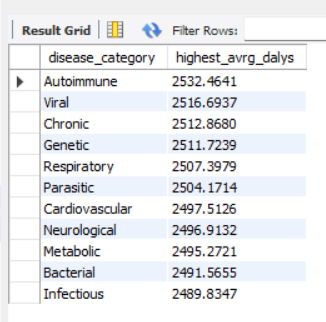 Result Grid Filter Rows:
disease_category highest_avrg_dalys
Autoimmune 2532.4641
Viral 2516.6937
Chronic 2512.8680
Genetic 2511.7239
Respiratory 2507.3979
Parasitic 2504.1714
Cardiovascular 2497.5126
Neurological 2496.9132
Metabolic 2495.2721
Bacterial 2491.5655
Infectious 2489.8347